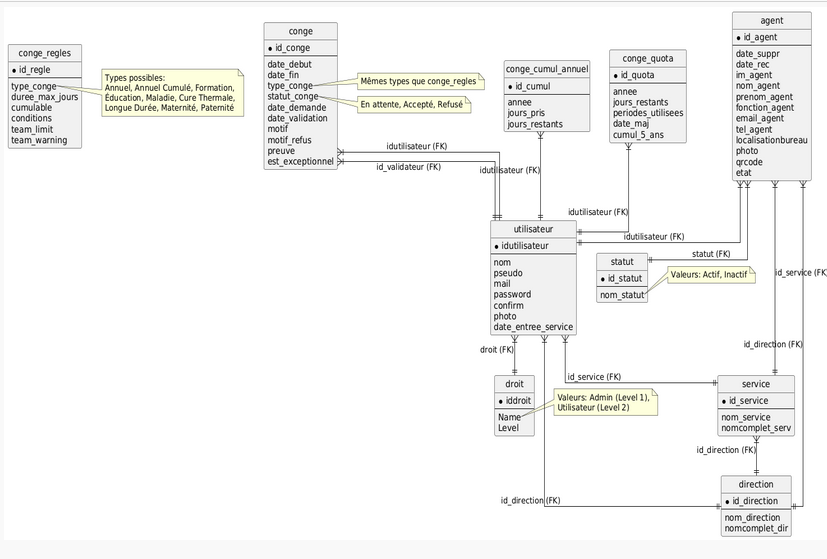 conge_regles
id_regle
type_conge
duree_max_jours
cumulable
conditions
team_limit
team_warning
Types possibles:
Annuel, Annuel Cumulé, Formation,
Éducation, Maladie, Cure Thermale,
Longue Durée, Maternité, Paternité
conge
id_conge
date_debut
date_fin
type_conge
statut_conge
date_demande
date_validation
motif
motif_refus
preuve
est_exceptionnel
Mêmes types que conge_regles
En attente, Accepté, Refusé
conge_cumul_annuel
id_cumul
annee
jours_pris
jours_restants
conge_quota
id_quota
annee
jours_restants
periodes_utilisees
date_maj
cumul_5_ans
agent
id_agent
date_suppr
date_rec
im_agent
nom_agent
prenom_agent
fonction_agent
email_agent
tel_agent
localisationbureau
photo
qrcode
etat
idutilisateur (FK)
id_validateur (FK)
idutilisateur (FK)
idutilisateur (FK)
idutilisateur (FK)
utilisateur
idutilisateur
nom
pseudo
mail
password
confirm
photo
date_entree_service
statut (FK)
statut
id_statut
nom_statut
Valeurs: Actif, Inactif
id_service (FK)
id_direction (FK)
droit (FK)
id_service (FK)
droit
iddroit
Name
Level
Valeurs: Admin (Level 1),
Utilisateur (Level 2)
service
id_service
nom_service
nomcomplet_serv
id_direction (FK)
id_direction (FK)
direction
id_direction
nom_direction
nomcomplet_dir